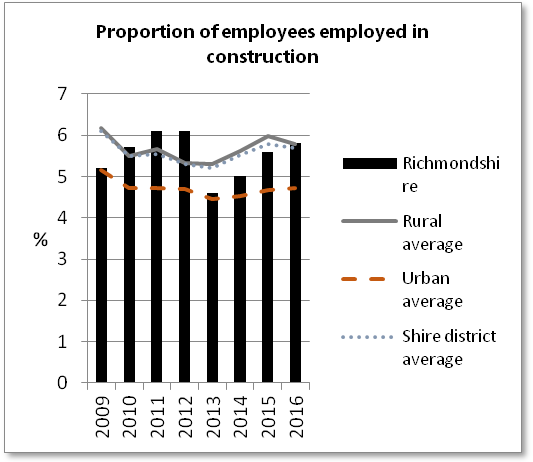 Proportion of employees employed in
construction
7
6
5
4
3
2
1
0
%
2009
2010
2011
2012
2013
2014
2015
2016
Richmondshi
re
Rural
average
Urban
average
Shire district
average